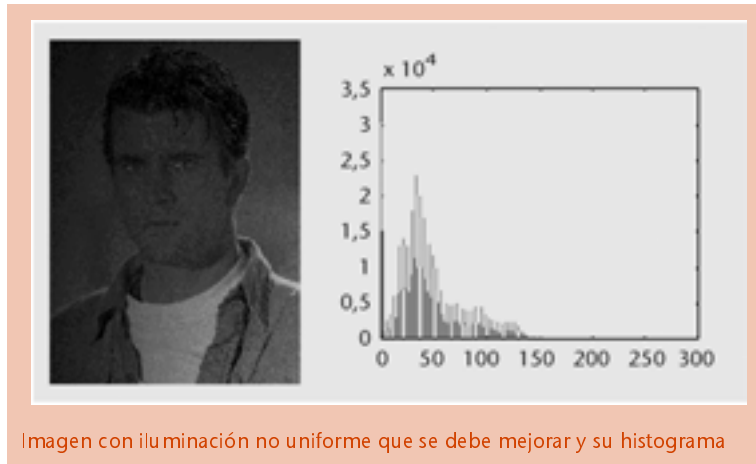 x 10⁴
3,5
3
2,5
2
1,5
1
0,5
0
0 50 100 150 200 250 300
Imagen con iluminación no uniforme que se debe mejorar y su histograma